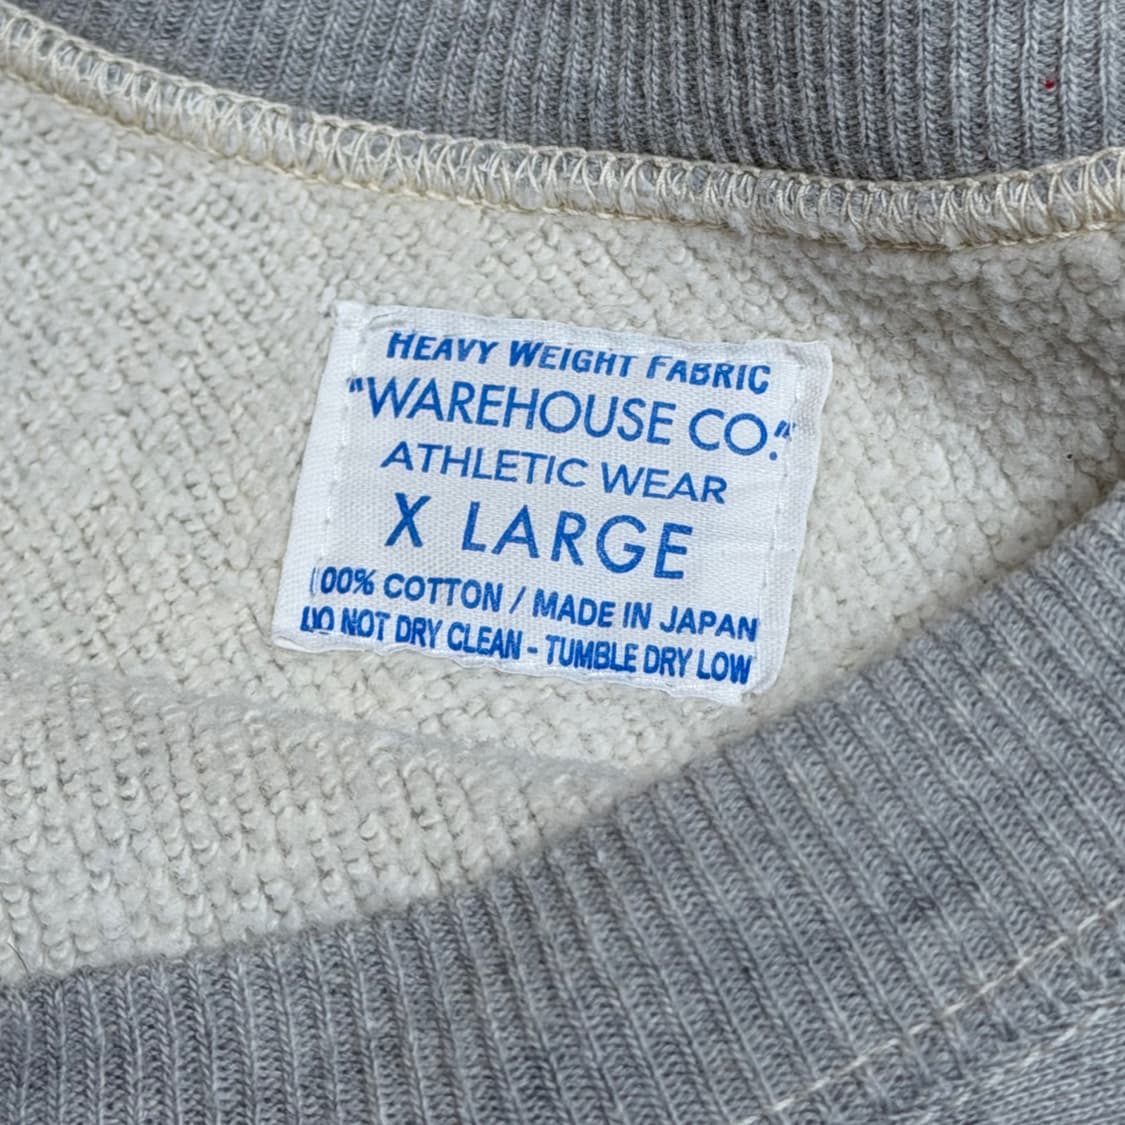 HEAVY WEIGHT FABRIC
"WAREHOUSE CO."
ATHLETIC WEAR
X LARGE
100% COTTON / MADE IN JAPAN
DO NOT DRY CLEAN - TUMBLE DRY LOW